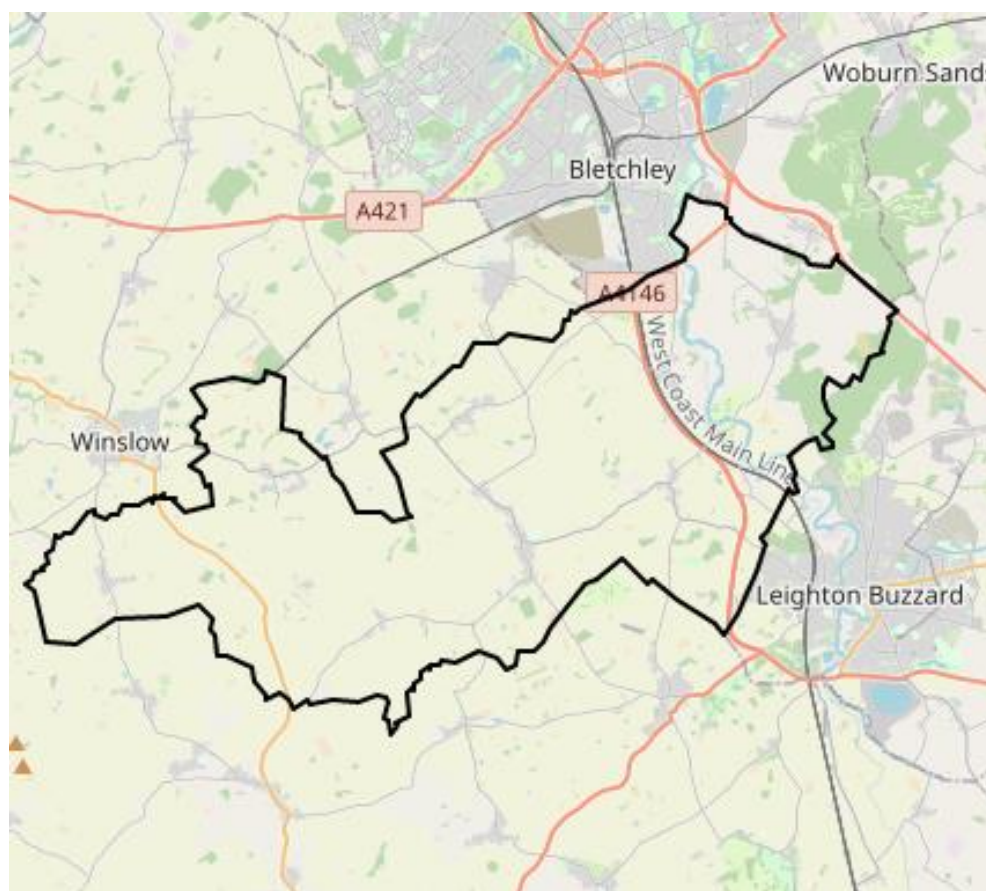 Woburn Sands
Bletchley
A421
A4146
West Coast Main Line
Winslow
Leighton Buzzard